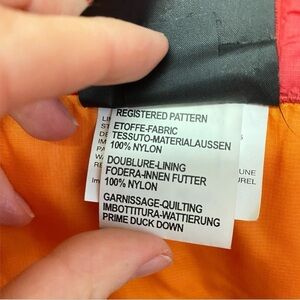 REGISTERED PATTERN
ETOFFE-FABRIC
TESSUTO-MATERIALAUSSEN
100% NYLON
DOUBLURE-LINING
FODERA-INNEN FUTTER
100% NYLON
GARNISSAGE-QUILTING
IMBOTTITURA-WATTIERUNG
PRIME DUCK DOWN